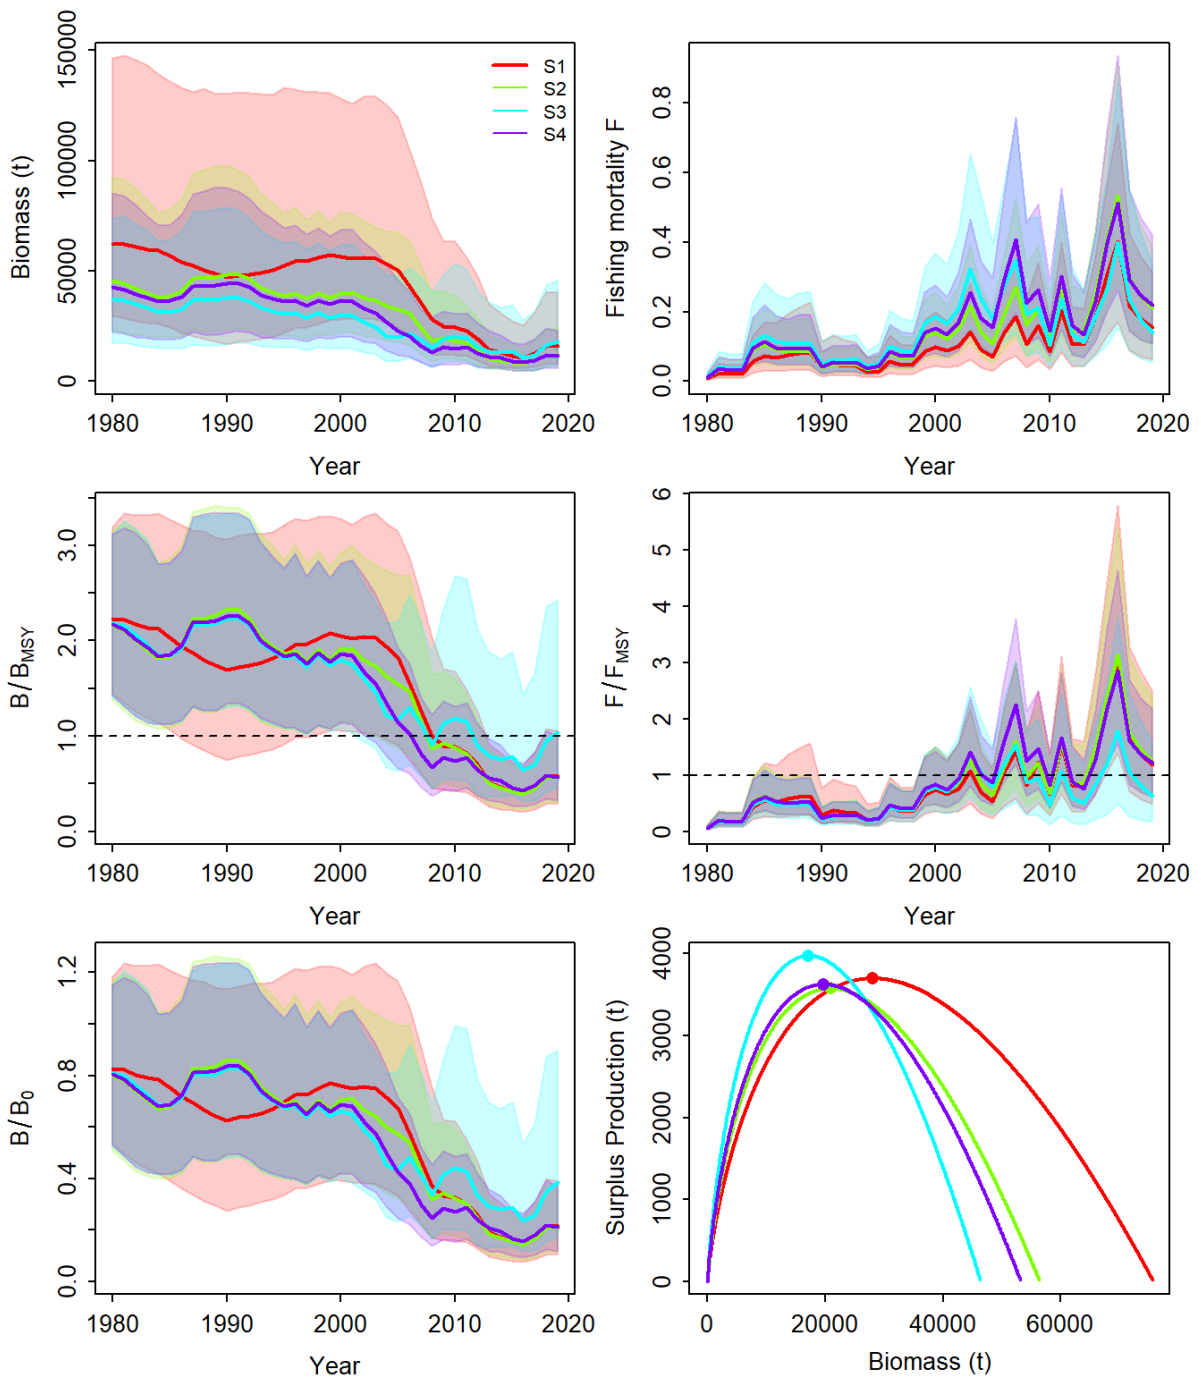 Biomass (t)
150000
100000
50000
0
S1
S2
S3
S4
1980 1990 2000 2010 2020
Year
Fishing mortality F
0.8
0.6
0.4
0.2
0.0
1980 1990 2000 2010 2020
Year
B/B_MSY
3.0
2.0
1.0
0.0
1980 1990 2000 2010 2020
Year
F/F_MSY
6
5
4
3
2
1
0
1980 1990 2000 2010 2020
Year
B/B_0
1.2
0.8
0.4
0.0
1980 1990 2000 2010 2020
Year
Surplus Production (t)
4000
3000
2000
1000
0
0 20000 40000 60000
Biomass (t)